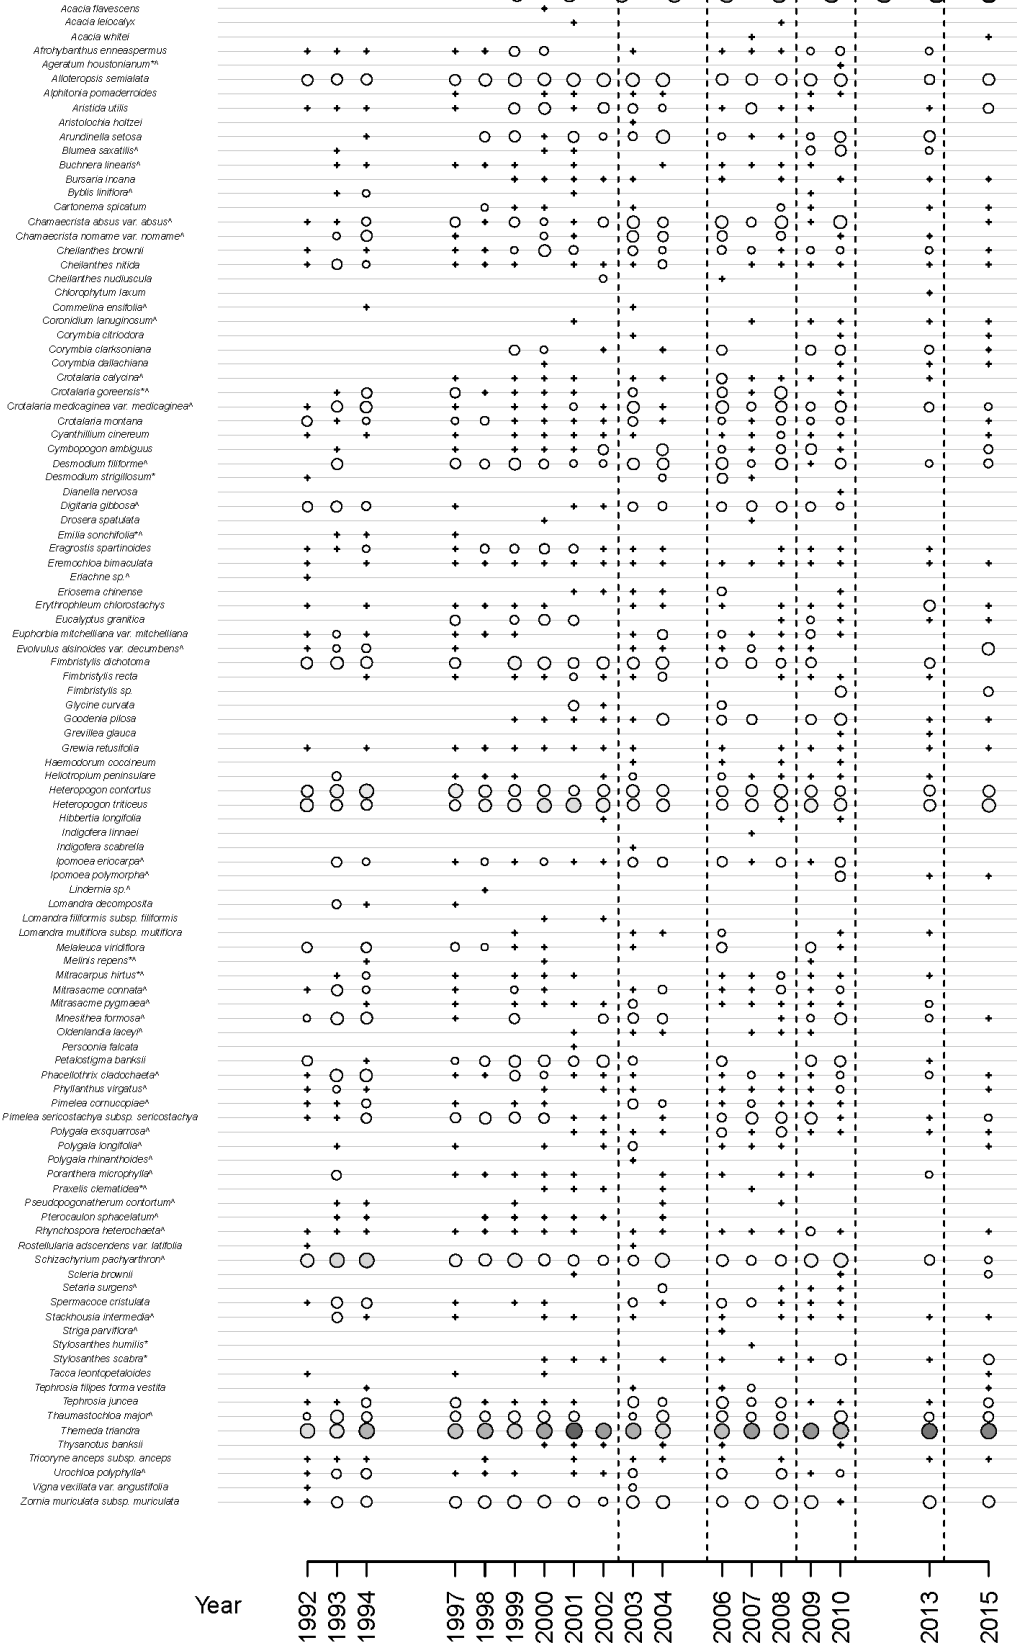 Acacia flavescens
Acacia leiocalyx
Acacia whitei
Afrohybanthus enneaspermus
Ageratum houstonianum*^
Alloteropsis semialata
Alphitonia pomaderroides
Aristida utilis
Aristolochia holtzei
Arundinella setosa
Blumea saxatilis^
Buchnera linearis^
Bursaria incana
Byblis liniflora^
Cartonema spicatum
Chamaecrista absus var. absus^
Chamaecrista nomame var. nomame^
Cheilanthes brownii
Cheilanthes nitida
Cheilanthes nudiuscula
Chlorophytum laxum
Commelina ensifolia^
Coronidium lanuginosum^
Corymbia citriodora
Corymbia clarksoniana
Corymbia dallachiana
Crotalaria calycina^
Crotalaria goreensis*^
Crotalaria medicaginea var. medicaginea^
Crotalaria montana
Cyanthillium cinereum
Cymbopogon ambiguus
Desmodium filiforme^
Desmodium strigillosum*
Dianella nervosa
Digitaria gibbosa^
Drosera spatulata
Emilia sonchifolia*^
Eragrostis spartinoides
Eremochloa bimaculata
Eriachne sp.^
Eriosema chinense
Erythrophleum chlorostachys
Eucalyptus granitica
Euphorbia mitchelliana var. mitchelliana
Evolvulus alsinoides var. decumbens^
Fimbristylis dichotoma
Fimbristylis recta
Fimbristylis sp.
Glycine curvata
Goodenia pilosa
Grevillea glauca
Grewia retusifolia
Haemodorum coccineum
Heliotropium peninsulare
Heteropogon contortus
Heteropogon triticeus
Hibbertia longifolia
Indigofera linnaei
Indigofera scabrella
Ipomoea eriocarpa^
Ipomoea polymorpha^
Lindernia sp.^
Lomandra decomposita
Lomandra filiformis subsp. filiformis
Lomandra multiflora subsp. multiflora
Melaleuca viridiflora
Melinis repens*^
Mitracarpus hirtus*^
Mitrasacme connata^
Mitrasacme pygmaea^
Mnesithea formosa^
Oldenlandia laceyi^
Persoonia falcata
Petalostigma banksii
Phacellothrix cladochaeta^
Phyllanthus virgatus^
Pimelea cornucopiae^
Pimelea sericostachya subsp. sericostachya
Polygala exsquarrosa^
Polygala longifolia^
Polygala rhinanthoides^
Poranthera microphylla^
Praxelis clematidea*^
Pseudopogonatherum contortum^
Pterocaulon sphacelatum^
Rhynchospora heterochaeta^
Rostellularia adscendens var. latifolia
Schizachyrium pachyarthron^
Scleria brownii
Setaria surgens^
Spermacoce cristulata
Stackhousia intermedia^
Striga parviflora^
Stylosanthes humilis*
Stylosanthes scabra*
Tacca leontopetaloides
Tephrosia filipes forma vestita
Tephrosia juncea
Thaumastochloa major^
Themeda triandra
Thysanotus banksii
Tricoryne anceps subsp. anceps
Urochloa polyphylla^
Vigna vexillata var. angustifolia
Zornia muriculata subsp. muriculata
Year 1992 1993 1994 1997 1998 1999 2000 2001 2002 2003 2004 2006 2007 2008 2009 2010 2013 2015